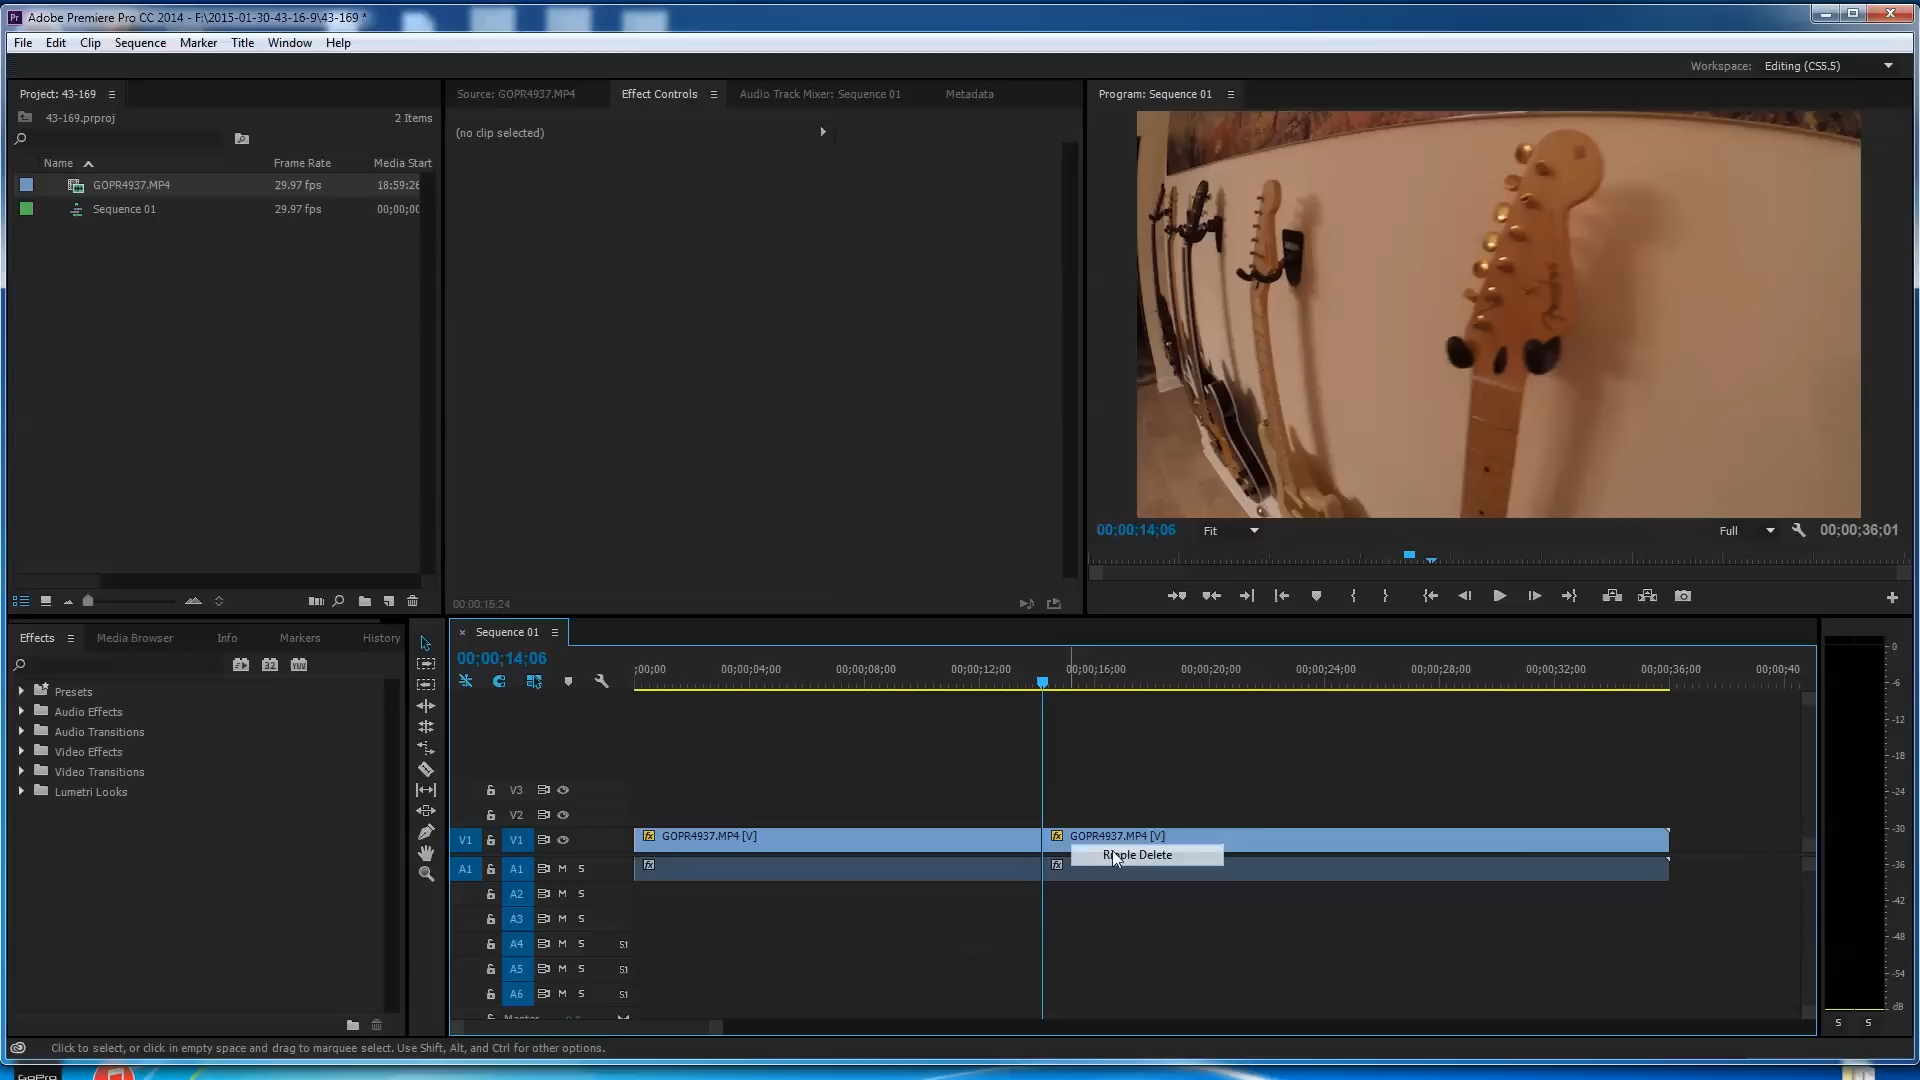 Adobe Premiere Pro CC 2014 - F:\2015-01-30-43-16-9\43-169 *
File Edit Clip Sequence Marker Title Window Help
Workspace: Editing (CS5.5)
Project: 43-169
43-169.prproj
2 Items
Name Frame Rate Media Start
GOPR4937.MP4 29.97 fps 18:59:26
Sequence 01 29.97 fps 00;00;00
Source: GOPR4937.MP4 Effect Controls Audio Track Mixer: Sequence 01 Metadata
(no clip selected)
00:00:15:24
Program: Sequence 01
00;00;14;06 Fit Full 00;00;36;01
Effects Media Browser Info Markers History
32 YUV
Presets
Audio Effects
Audio Transitions
Video Effects
Video Transitions
Lumetri Looks
× Sequence 01
00;00;14;06
;00;00 00;00;04;00 00;00;08;00 00;00;12;00 00;00;16;00 00;00;20;00 00;00;24;00 00;00;28;00 00;00;32;00 00;00;36;00 00;00;40
V3
V2
V1 V1 fx GOPR4937.MP4 [V] fx GOPR4937.MP4 [V]
Ripple Delete
A1 A1 M S fx fx
A2 M S
A3 M S
A4 M S S1
A5 M S S1
A6 M S S1
Master 0.0
0
-6
-12
-18
-24
-30
-36
-42
-48
-54
dB
S S
Click to select, or click in empty space and drag to marquee select. Use Shift, Alt, and Ctrl for other options.
GoPro